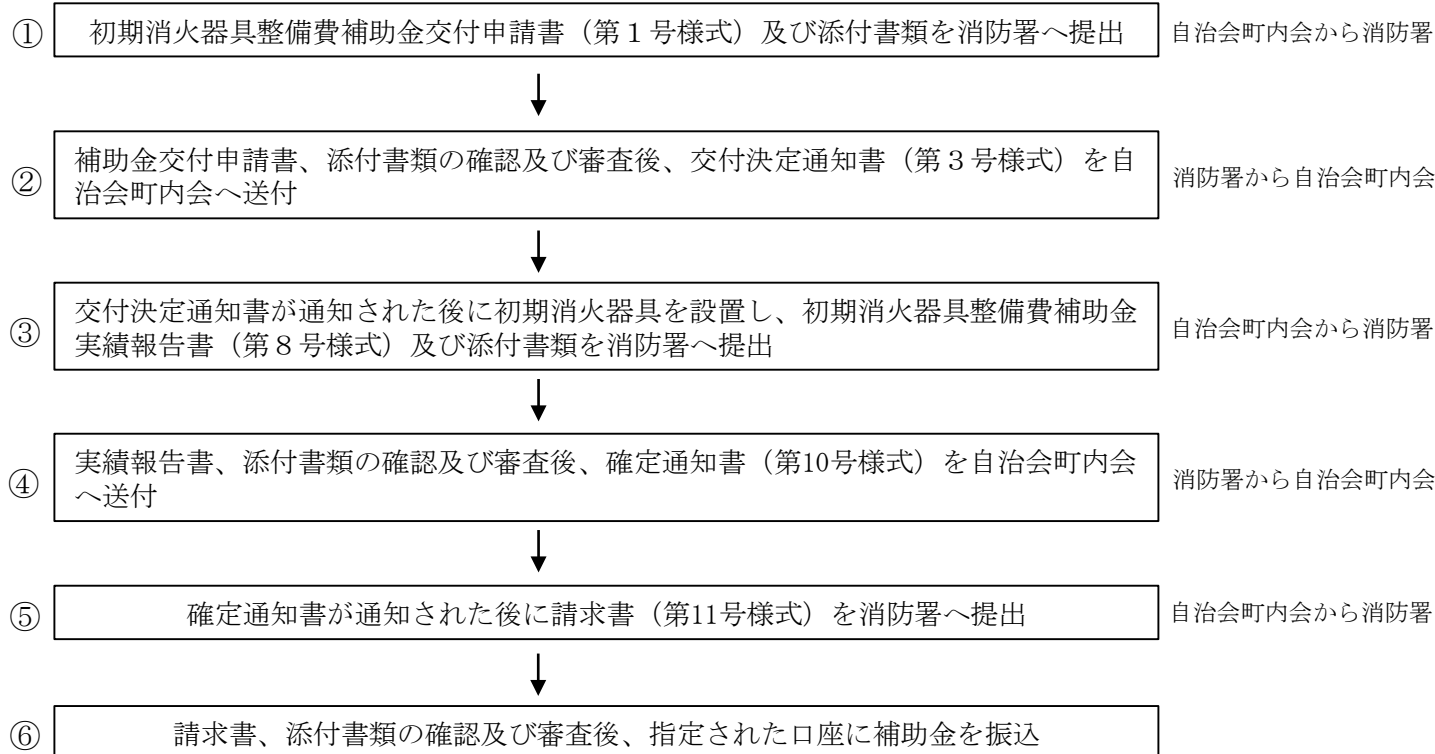 ① 初期消火器具整備費補助金交付申請書（第１号様式）及び添付書類を消防署へ提出 自治会町内会から消防署
② 補助金交付申請書、添付書類の確認及び審査後、交付決定通知書（第３号様式）を自
治会町内会へ送付 消防署から自治会町内会
③ 交付決定通知書が通知された後に初期消火器具を設置し、初期消火器具整備費補助金
実績報告書（第８号様式）及び添付書類を消防署へ提出 自治会町内会から消防署
④ 実績報告書、添付書類の確認及び審査後、確定通知書（第10号様式）を自治会町内会
へ送付 消防署から自治会町内会
⑤ 確定通知書が通知された後に請求書（第11号様式）を消防署へ提出 自治会町内会から消防署
⑥ 請求書、添付書類の確認及び審査後、指定された口座に補助金を振込